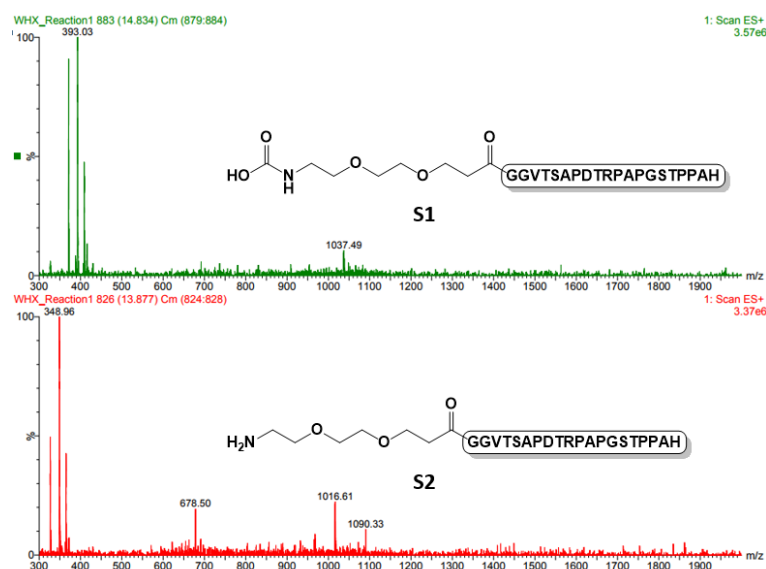 WHX_Reaction1 883 (14.834) Cm (879:884)
1: Scan ES+
3.57e6
100
393.03
%
O
HO
N
H
O
O
O
GGVTSAPDTRPAPGSTPPAH
S1
1037.49
0
300 400 500 600 700 800 900 1000 1100 1200 1300 1400 1500 1600 1700 1800 1900
m/z
WHX_Reaction1 826 (13.877) Cm (824:828)
1: Scan ES+
3.37e6
100
348.96
%
H2N
O
O
O
GGVTSAPDTRPAPGSTPPAH
S2
678.50
1016.61
1090.33
0
300 400 500 600 700 800 900 1000 1100 1200 1300 1400 1500 1600 1700 1800 1900
m/z